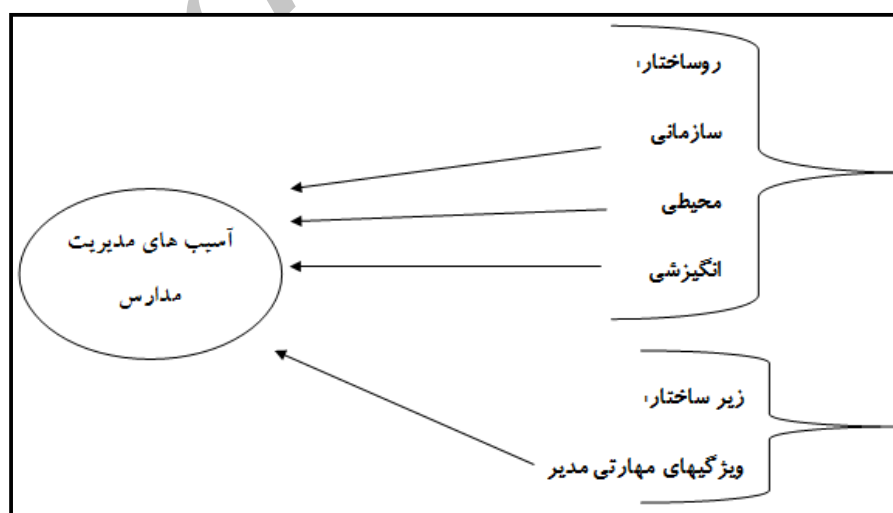 روساختار:
سازمانی
محیطی
انگیزشی
آسیب های مدیریت
مدارس
زیر ساختار:
ویژگیهای مهارتی مدیر